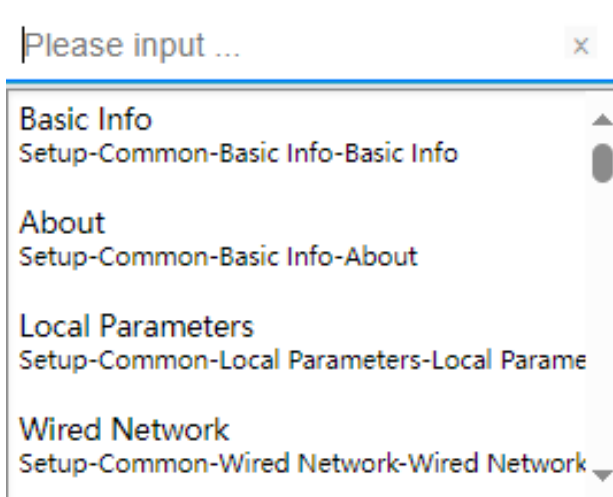 Please input ...
Basic Info
Setup-Common-Basic Info-Basic Info
About
Setup-Common-Basic Info-About
Local Parameters
Setup-Common-Local Parameters-Local Parame
Wired Network
Setup-Common-Wired Network-Wired Network